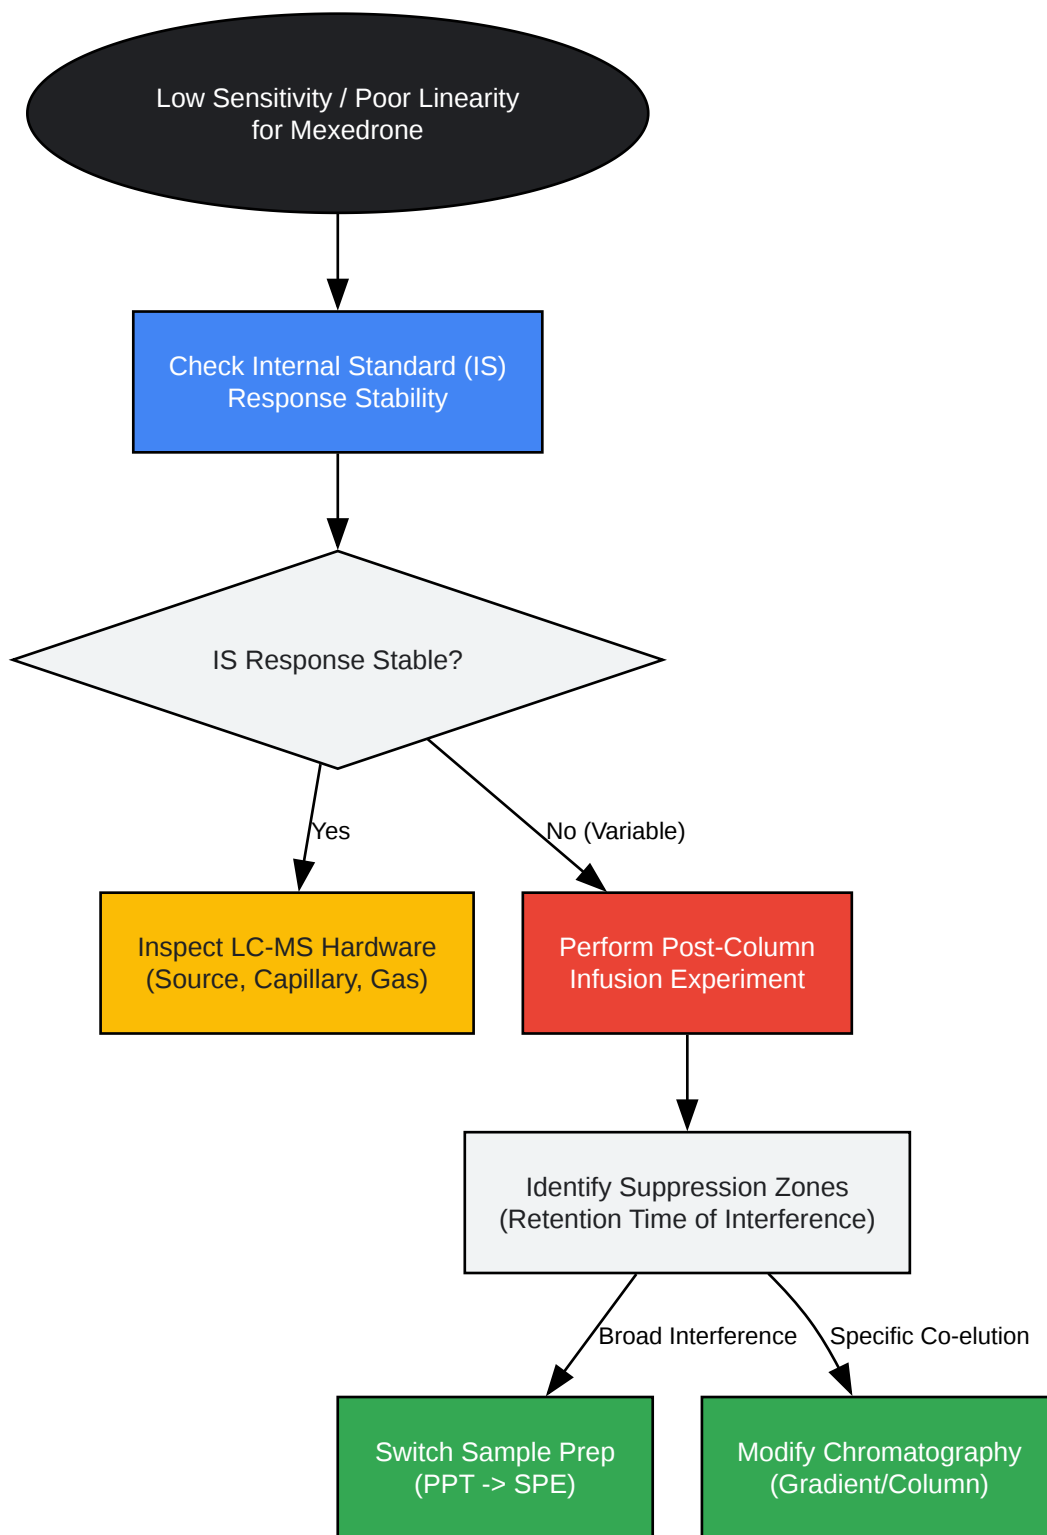 Low Sensitivity / Poor Linearity
for Mexedrone
Check Internal Standard (IS)
Response Stability
IS Response Stable?
Yes
No (Variable)
Inspect LC-MS Hardware
(Source, Capillary, Gas)
Perform Post-Column
Infusion Experiment
Identify Suppression Zones
(Retention Time of Interference)
Broad Interference
Specific Co-elution
Switch Sample Prep
(PPT -> SPE)
Modify Chromatography
(Gradient/Column)